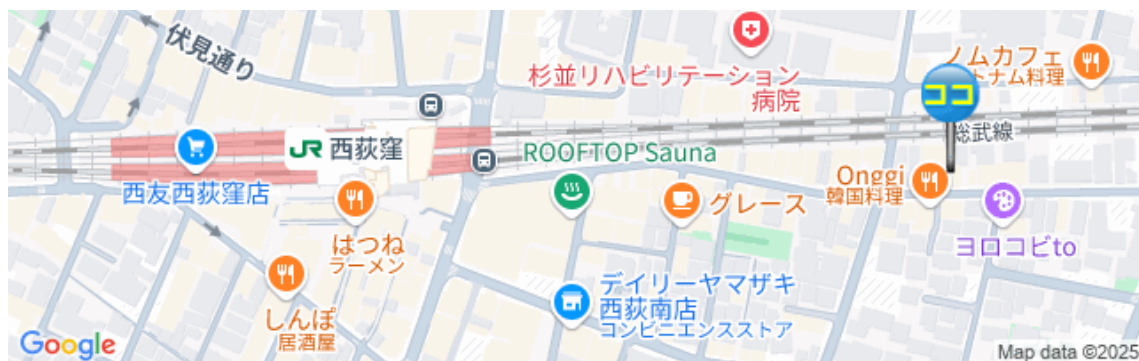 伏見通り
杉並リハビリテーション
病院
ノムカフェ
トナム料理
ココ
総武線
JR 西荻窪
ROOFTOP Sauna
西友西荻窪店
Onggi
韓国料理
グレース
はつね
ラーメン
ヨロコビto
デイリーヤマザキ
西荻南店
コンビニエンスストア
しんぽ
居酒屋
Google
Map data ©2025